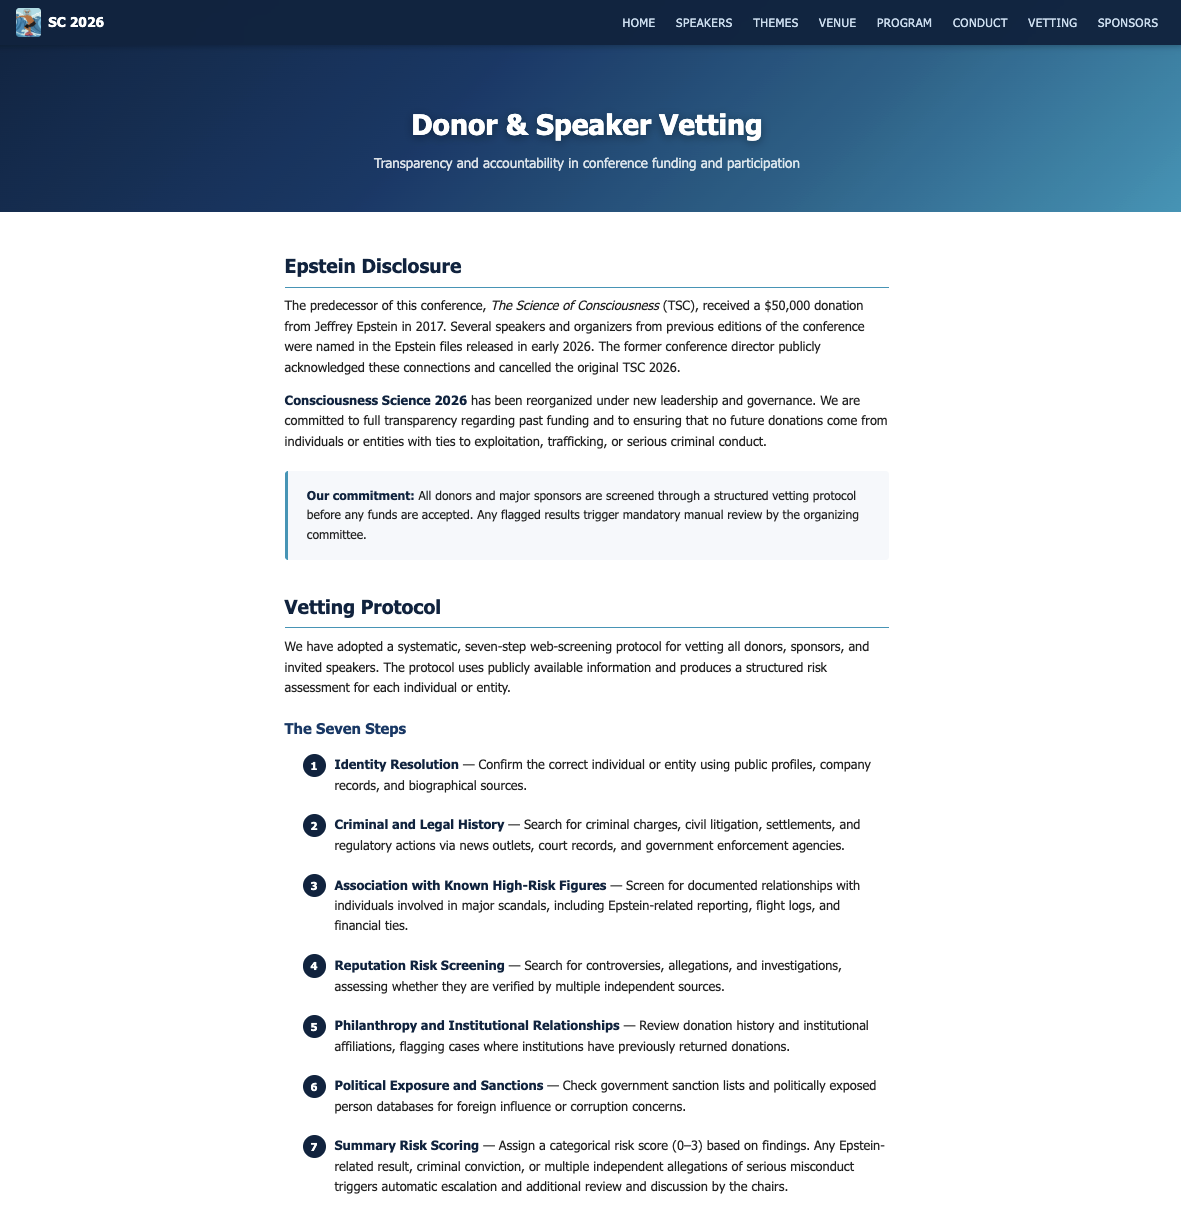 SC 2026
HOME SPEAKERS THEMES VENUE PROGRAM CONDUCT VETTING SPONSORS
Donor & Speaker Vetting
Transparency and accountability in conference funding and participation
Epstein Disclosure
The predecessor of this conference, The Science of Consciousness (TSC), received a $50,000 donation
from Jeffrey Epstein in 2017. Several speakers and organizers from previous editions of the conference
were named in the Epstein files released in early 2026. The former conference director publicly
acknowledged these connections and cancelled the original TSC 2026.
Consciousness Science 2026 has been reorganized under new leadership and governance. We are
committed to full transparency regarding past funding and to ensuring that no future donations come from
individuals or entities with ties to exploitation, trafficking, or serious criminal conduct.
Our commitment: All donors and major sponsors are screened through a structured vetting protocol
before any funds are accepted. Any flagged results trigger mandatory manual review by the organizing
committee.
Vetting Protocol
We have adopted a systematic, seven-step web-screening protocol for vetting all donors, sponsors, and
invited speakers. The protocol uses publicly available information and produces a structured risk
assessment for each individual or entity.
The Seven Steps
1 Identity Resolution — Confirm the correct individual or entity using public profiles, company
records, and biographical sources.
2 Criminal and Legal History — Search for criminal charges, civil litigation, settlements, and
regulatory actions via news outlets, court records, and government enforcement agencies.
3 Association with Known High-Risk Figures — Screen for documented relationships with
individuals involved in major scandals, including Epstein-related reporting, flight logs, and
financial ties.
4 Reputation Risk Screening — Search for controversies, allegations, and investigations,
assessing whether they are verified by multiple independent sources.
5 Philanthropy and Institutional Relationships — Review donation history and institutional
affiliations, flagging cases where institutions have previously returned donations.
6 Political Exposure and Sanctions — Check government sanction lists and politically exposed
person databases for foreign influence or corruption concerns.
7 Summary Risk Scoring — Assign a categorical risk score (0–3) based on findings. Any Epstein-
related result, criminal conviction, or multiple independent allegations of serious misconduct
triggers automatic escalation and additional review and discussion by the chairs.